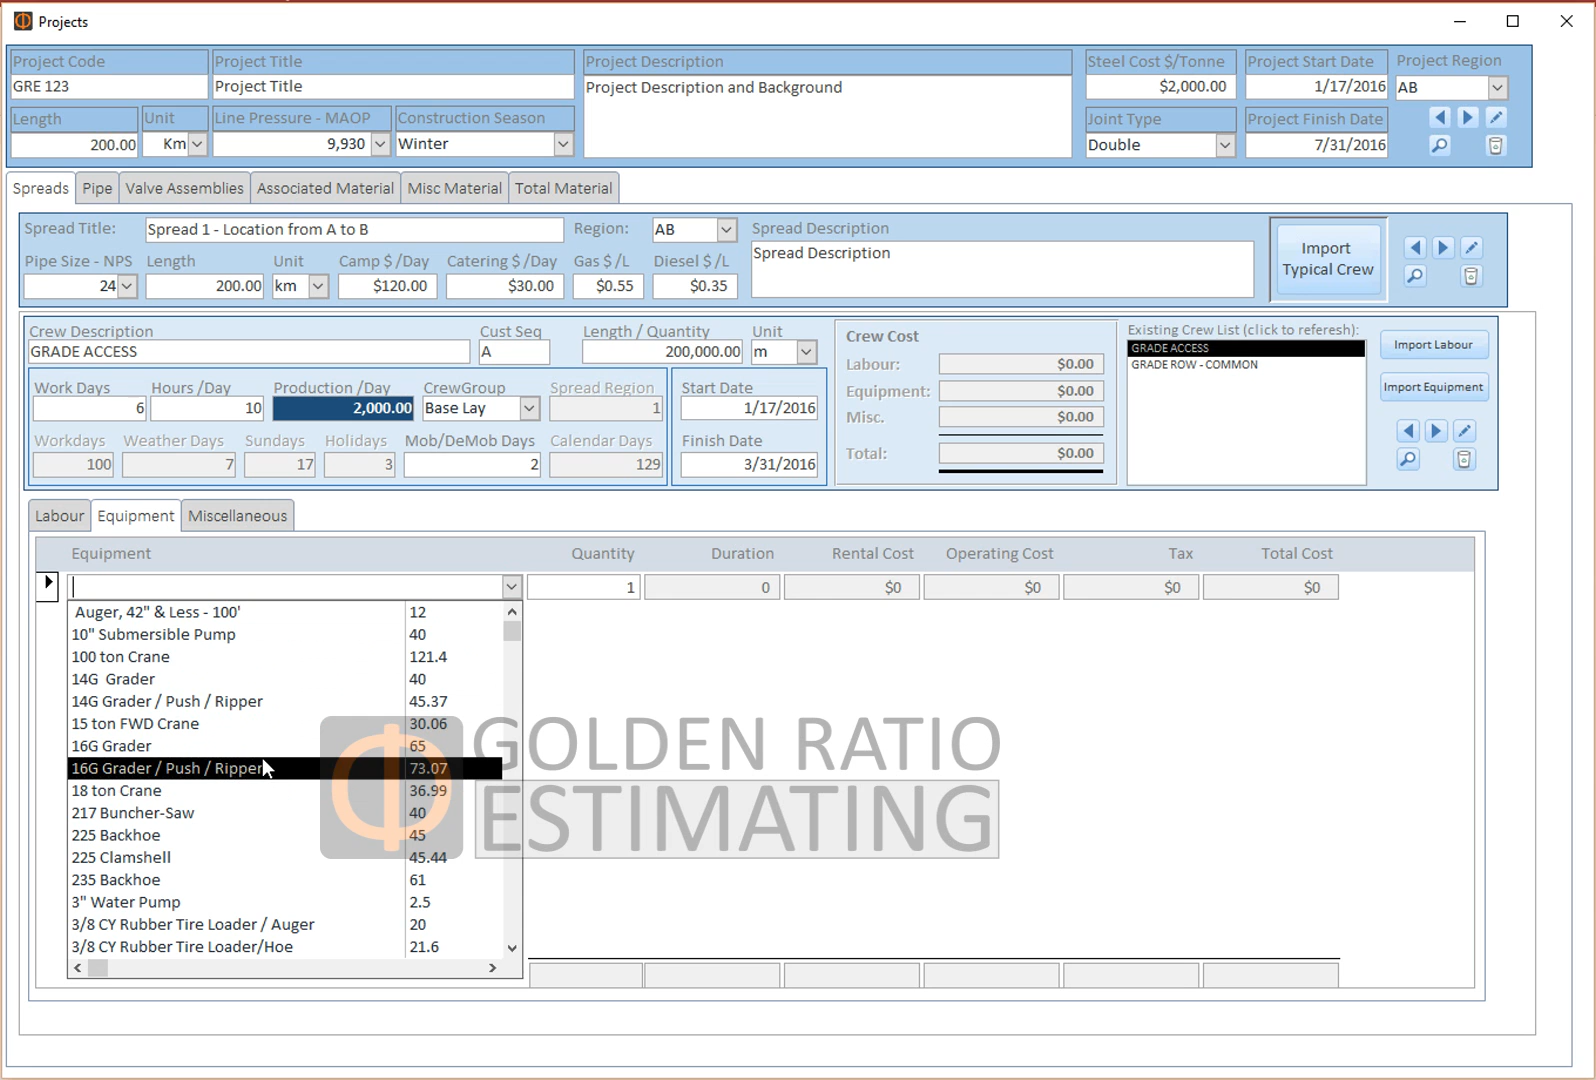 Projects
Project Code
Project Title
Project Description
Steel Cost $/Tonne
Project Start Date
Project Region
GRE 123
Project Title
Project Description and Background
$2,000.00
1/17/2016
AB
Length
Unit
Line Pressure - MAOP
Construction Season
Joint Type
Project Finish Date
200.00
Km
9,930
Winter
Double
7/31/2016
Spreads
Pipe
Valve Assemblies
Associated Material
Misc Material
Total Material
Spread Title:
Spread 1 - Location from A to B
Region:
AB
Spread Description
Spread Description
Import
Typical Crew
Pipe Size - NPS
Length
Unit
Camp $ /Day
Catering $ /Day
Gas $ /L
Diesel $ /L
24
200.00
km
$120.00
$30.00
$0.55
$0.35
Crew Description
Cust Seq
Length / Quantity
Unit
GRADE ACCESS
A
200,000.00
m
Work Days
Hours /Day
Production /Day
CrewGroup
Spread Region
Start Date
6
10
2,000.00
Base Lay
1
1/17/2016
Workdays
Weather Days
Sundays
Holidays
Mob/DeMob Days
Calendar Days
Finish Date
100
7
17
3
2
129
3/31/2016
Crew Cost
Labour:
$0.00
Equipment:
$0.00
Misc.
$0.00
Total:
$0.00
Existing Crew List (click to referesh):
GRADE ACCESS
GRADE ROW - COMMON
Import Labour
Import Equipment
Labour
Equipment
Miscellaneous
Equipment
Quantity
Duration
Rental Cost
Operating Cost
Tax
Total Cost
1
0
$0
$0
$0
$0
Auger, 42" & Less - 100' 12
10" Submersible Pump 40
100 ton Crane 121.4
14G Grader 40
14G Grader / Push / Ripper 45.37
15 ton FWD Crane 30.06
16G Grader 65
16G Grader / Push / Ripper 73.07
18 ton Crane 36.99
217 Buncher-Saw 40
225 Backhoe 45
225 Clamshell 45.44
235 Backhoe 61
3" Water Pump 2.5
3/8 CY Rubber Tire Loader / Auger 20
3/8 CY Rubber Tire Loader/Hoe 21.6
GOLDEN RATIO
ESTIMATING